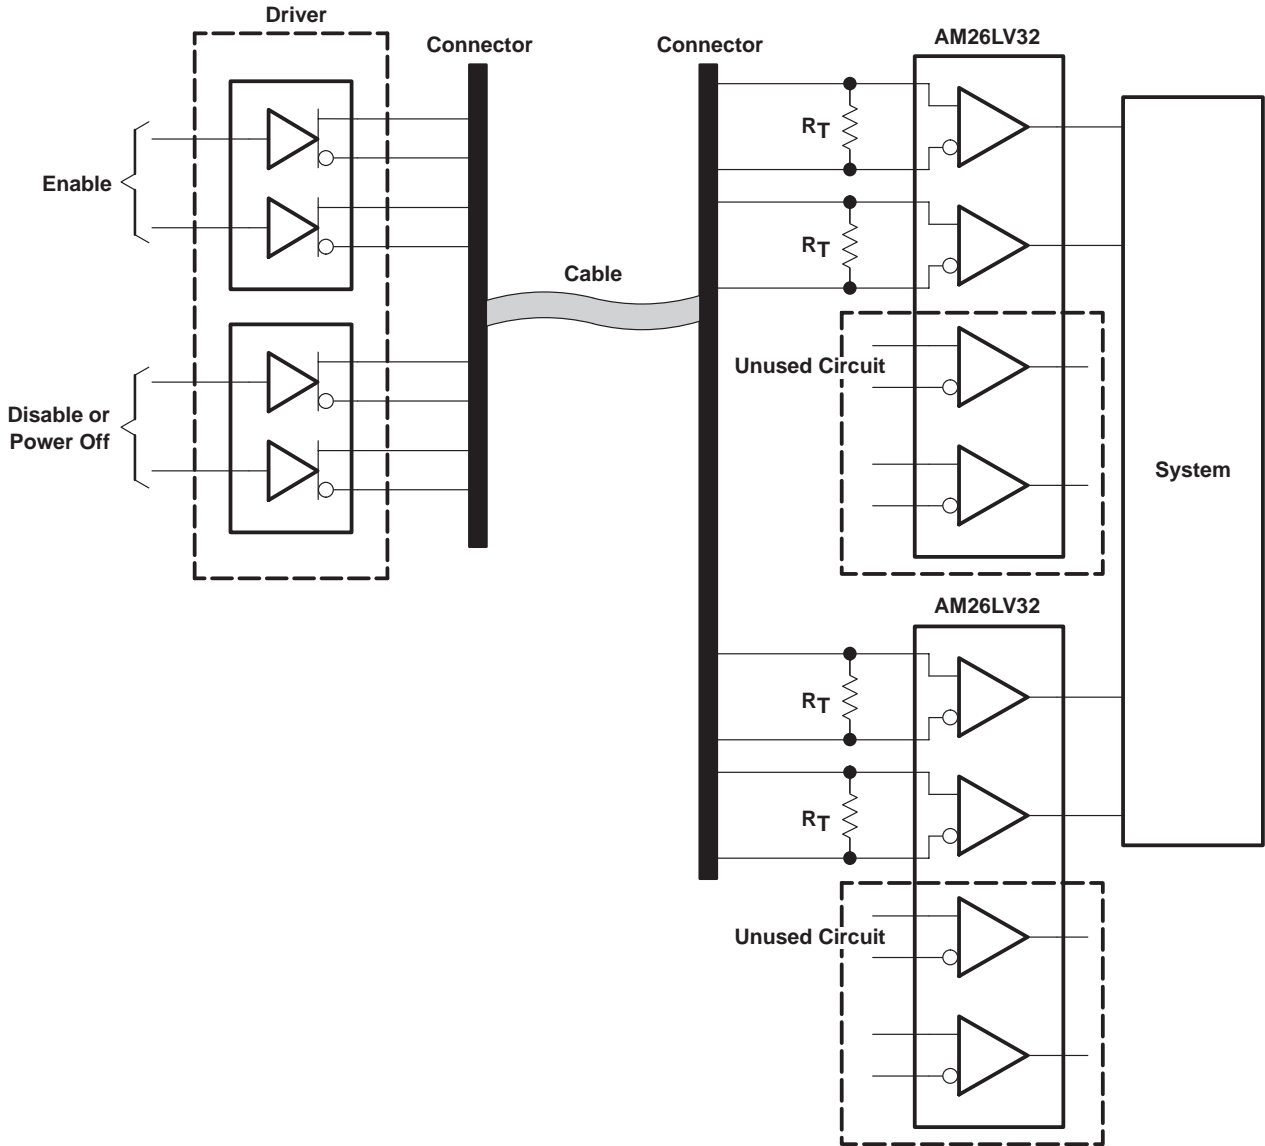 Driver
Connector
Connector
AM26LV32
RT
Enable
RT
Cable
Unused Circuit
Disable or
Power Off
System
AM26LV32
RT
RT
Unused Circuit